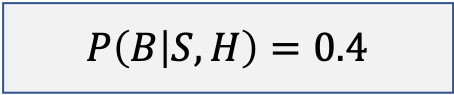 P(B|S, H) = 0.4